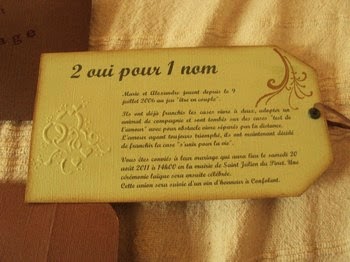 age
2 oui pour 1 nom
Marie et Alexandre jouent depuis le 9
juillet 2006 au jeu "être en couple".
Ils ont déjà franchis les cases vivre à deux, adopter un
animal de compagnie et ont tombés sur des cases "test de
l'amour" avec pour obstacle vivre séparés par la distance.
L'amour ayant toujours triomphé, ils ont maintenant décidé
de franchir la case "s'unir pour la vie".
Vous êtes conviés à leur mariage qui aura lieu le samedi 20
août 2011 à 14h00 en la mairie de Saint Julien du Pinet. Une
cérémonie laïque sera ensuite célébrée.
Cette union sera suivie d'un vin d'honneur à Confolent.